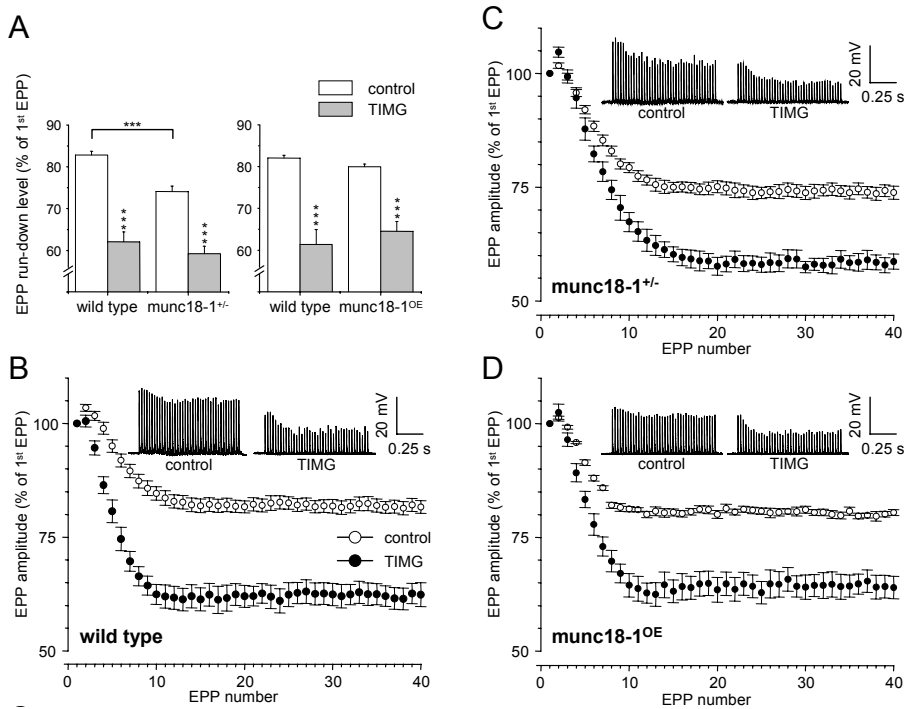 A
control
TIMG
EPP run-down level (% of 1st EPP)
90
80
70
60
***
***
***
wild type
munc18-1+/-
90
80
70
60
***
***
wild type
munc18-1OE
B
EPP amplitude (% of 1st EPP)
100
75
50
control
TIMG
20 mV
0.25 s
control
TIMG
wild type
0 10 20 30 40
EPP number
C
EPP amplitude (% of 1st EPP)
100
75
50
control
TIMG
20 mV
0.25 s
munc18-1+/-
0 10 20 30 40
EPP number
D
EPP amplitude (% of 1st EPP)
100
75
50
control
TIMG
20 mV
0.25 s
munc18-1OE
0 10 20 30 40
EPP number